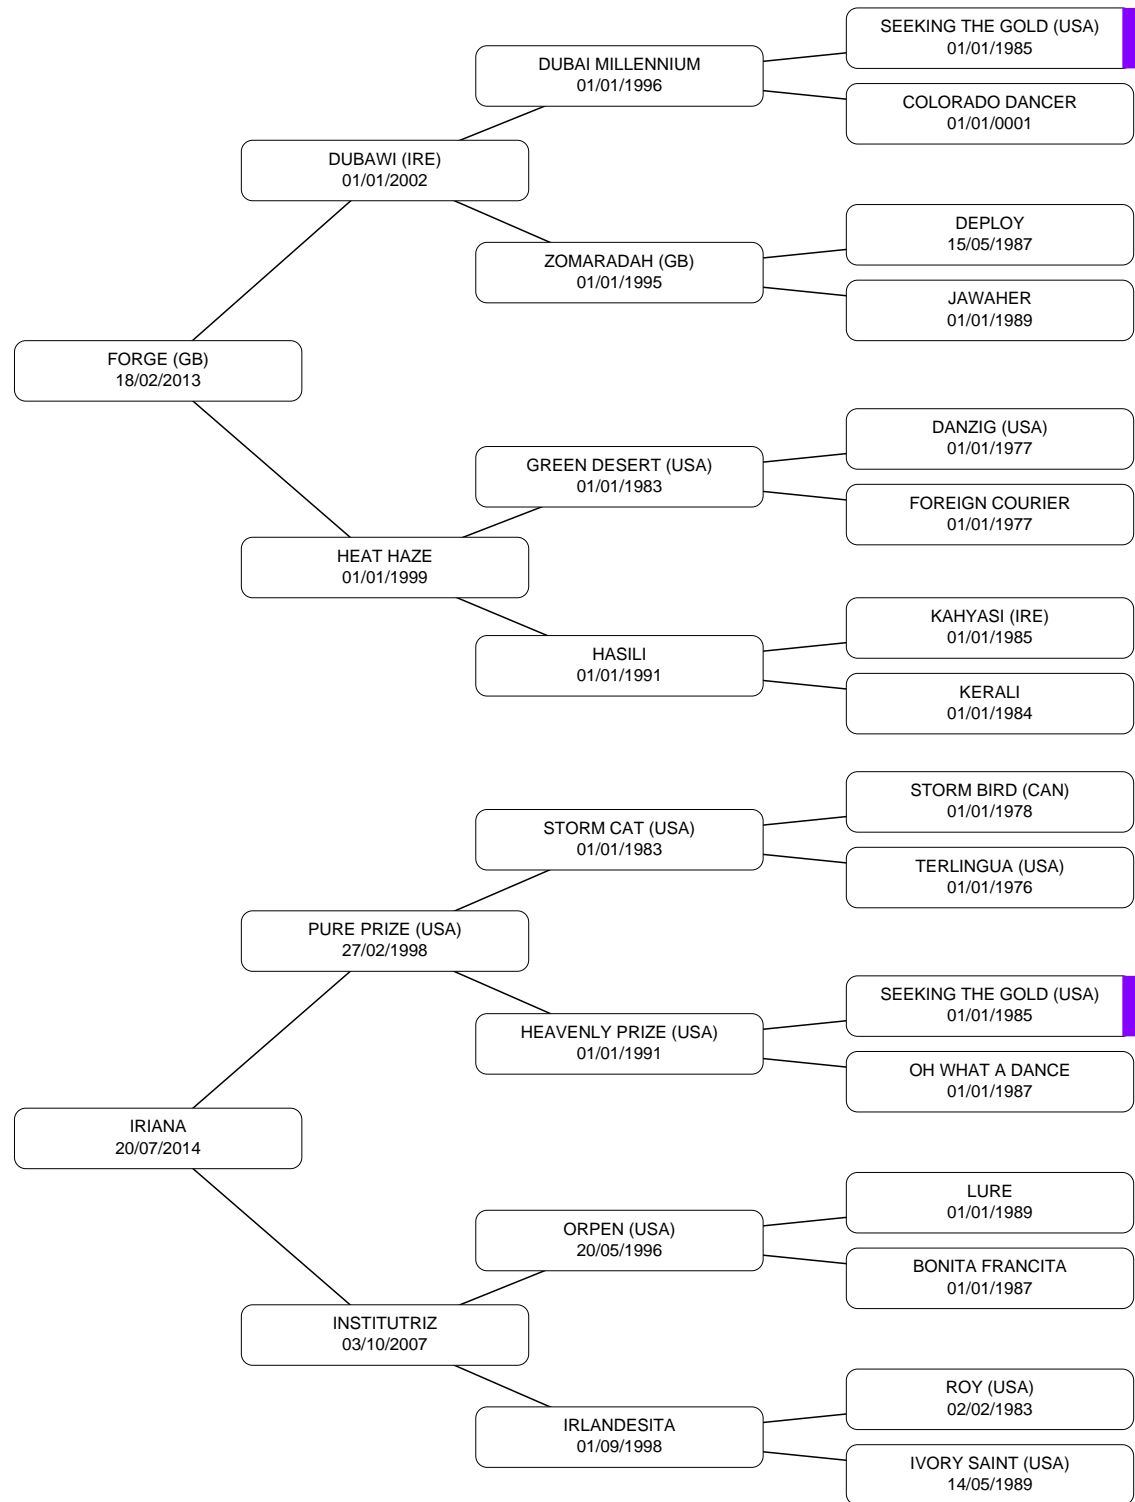 SEEKING THE GOLD (USA)
01/01/1985
DUBAI MILLENNIUM
01/01/1996
COLORADO DANCER
01/01/0001
DUBAWI (IRE)
01/01/2002
DEPLOY
15/05/1987
ZOMARADAH (GB)
01/01/1995
JAWAHER
01/01/1989
FORGE (GB)
18/02/2013
DANZIG (USA)
01/01/1977
GREEN DESERT (USA)
01/01/1983
FOREIGN COURIER
01/01/1977
HEAT HAZE
01/01/1999
KAHYASI (IRE)
01/01/1985
HASILI
01/01/1991
KERALI
01/01/1984
STORM BIRD (CAN)
01/01/1978
STORM CAT (USA)
01/01/1983
TERLINGUA (USA)
01/01/1976
PURE PRIZE (USA)
27/02/1998
SEEKING THE GOLD (USA)
01/01/1985
HEAVENLY PRIZE (USA)
01/01/1991
OH WHAT A DANCE
01/01/1987
IRIANA
20/07/2014
LURE
01/01/1989
ORPEN (USA)
20/05/1996
BONITA FRANCITA
01/01/1987
INSTITUTRIZ
03/10/2007
ROY (USA)
02/02/1983
IRLANDESITA
01/09/1998
IVORY SAINT (USA)
14/05/1989